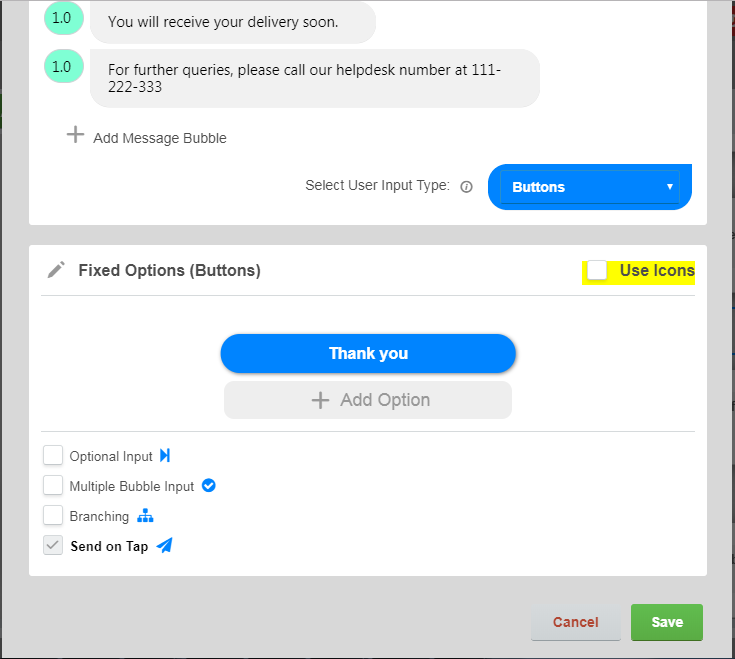 1.0
You will receive your delivery soon.
1.0
For further queries, please call our helpdesk number at 111-
222-333
Add Message Bubble
Select User Input Type:
Buttons
Fixed Options (Buttons)
Use Icons
Thank you
Add Option
Optional Input
Multiple Bubble Input
Branching
Send on Tap
Cancel
Save